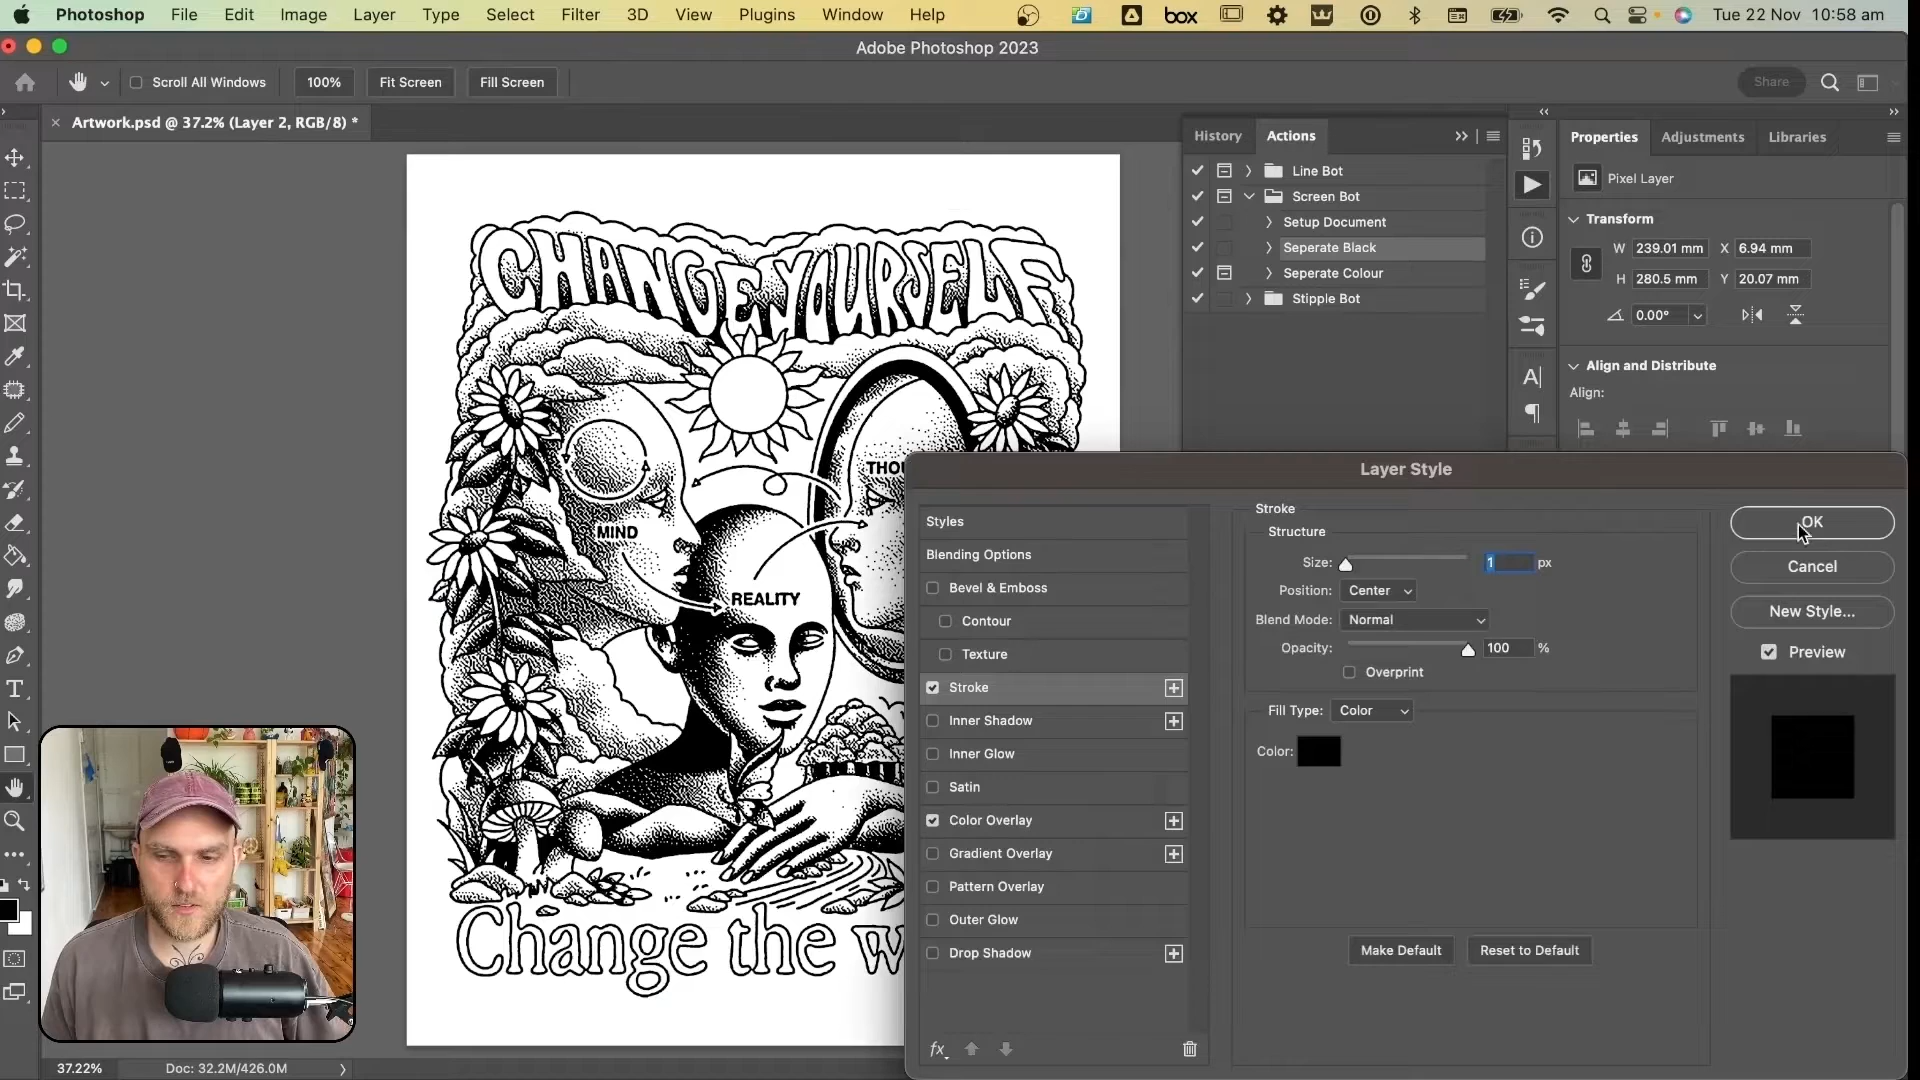 Photoshop File Edit Image Layer Type Select Filter 3D View Plugins Window Help box Tue 22 Nov 10:58 am
Adobe Photoshop 2023
Scroll All Windows 100% Fit Screen Fill Screen Share
× Artwork.psd @ 37.2% (Layer 2, RGB/8) *
History Actions
Line Bot
Screen Bot
Setup Document
Seperate Black
Seperate Colour
Stipple Bot
Properties Adjustments Libraries
Pixel Layer
Transform
W 239.01 mm X 6.94 mm
H 280.5 mm Y 20.07 mm
0.00°
Align and Distribute
Align:
CHANGE YOURSELF
THOU
MIND
REALITY
Change the w
Layer Style
Styles
Blending Options
Bevel & Emboss
Contour
Texture
Stroke
Inner Shadow
Inner Glow
Satin
Color Overlay
Gradient Overlay
Pattern Overlay
Outer Glow
Drop Shadow
fx
Stroke
Structure
Size: 1 px
Position: Center
Blend Mode: Normal
Opacity: 100 %
Overprint
Fill Type: Color
Color:
Make Default Reset to Default
OK
Cancel
New Style...
Preview
37.22% Doc: 32.2M/426.0M